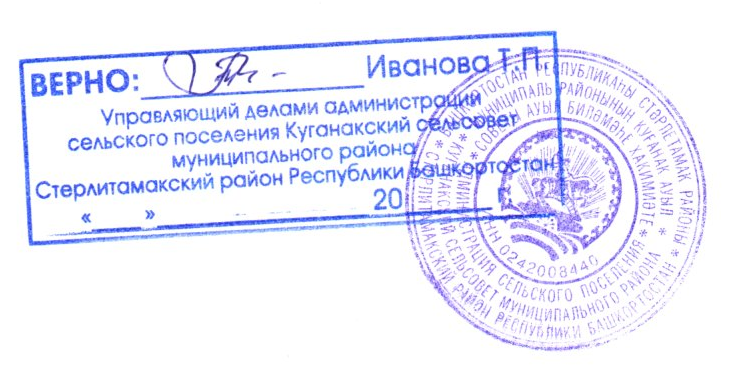 ВЕРНО: Иванова Т.П.
Управляющий делами администрации
сельского поселения Куганакский сельсовет
муниципального района
Стерлитамакский район Республики Башкортостан
« » 20 г.
БАШКОРТОСТАН РЕСПУБЛИКАҺЫ СТӘРЛЕТАМАК РАЙОНЫ
МУНИЦИПАЛЬ РАЙОНЫНЫҢ КУҒАНАК АУЫЛ
СОВЕТЫ АУЫЛ БИЛӘМӘҺЕ ХАКИМИӘТЕ
АДМИНИСТРАЦИЯ СЕЛЬСКОГО ПОСЕЛЕНИЯ
КУГАНАКСКИЙ СЕЛЬСОВЕТ МУНИЦИПАЛЬНОГО РАЙОНА
СТЕРЛИТАМАКСКИЙ РАЙОН РЕСПУБЛИКИ БАШКОРТОСТАН
ИНН 0242008440